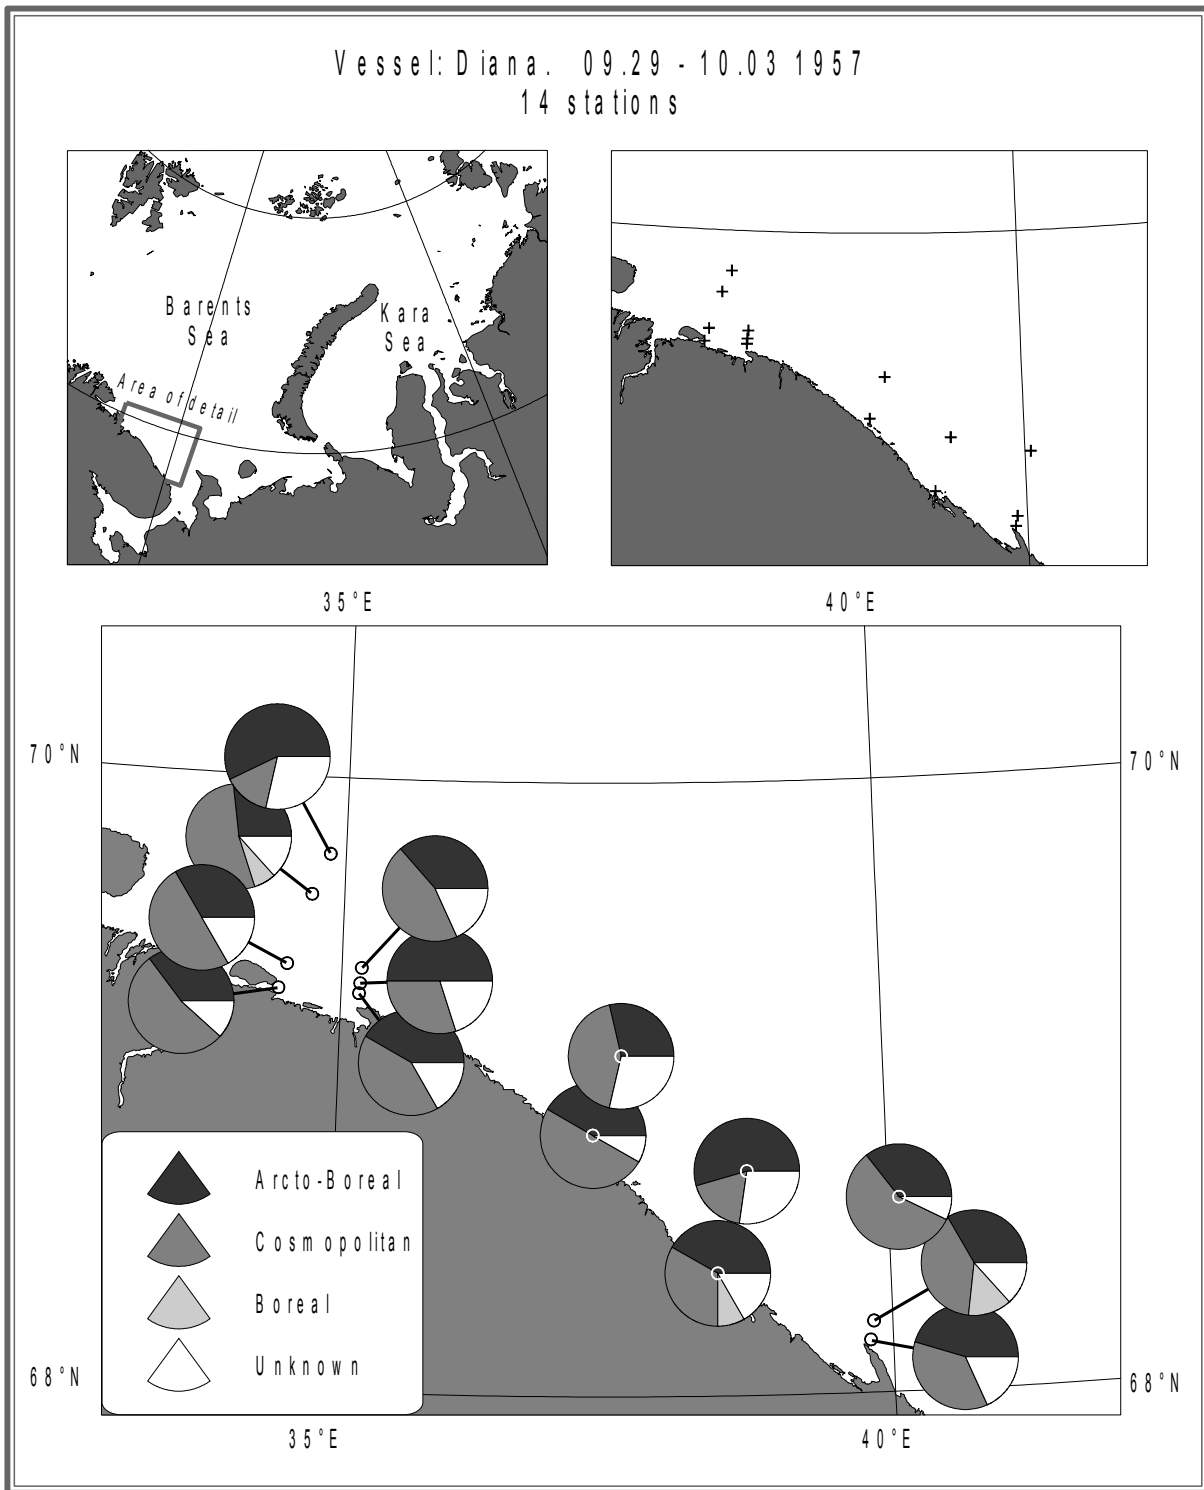 Vessel: Diana. 09.29 - 10.03 1957
14 stations
Barents
Sea
Kara
Sea
Area of detail
35°E
40°E
70°N
70°N
Arcto-Boreal
Cosmopolitan
Boreal
Unknown
68°N
68°N
35°E
40°E